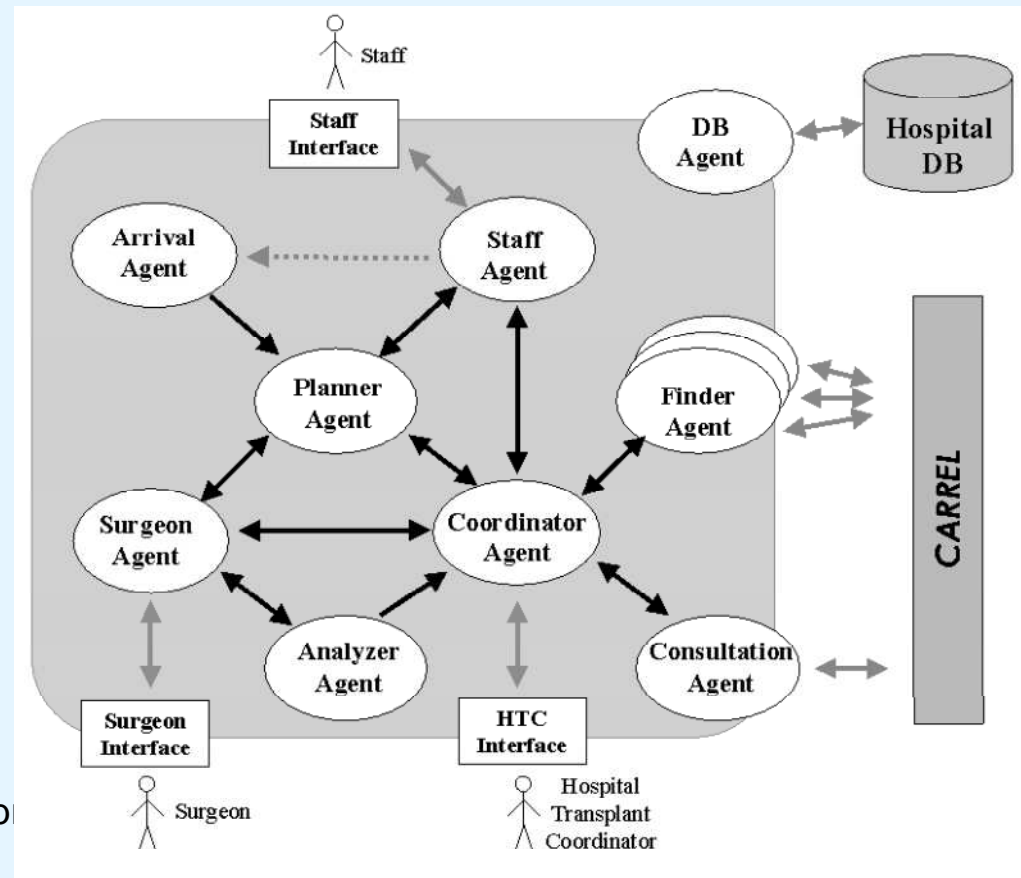 Staff
Staff
Interface
DB
Agent
Hospital
DB
Arrival
Agent
Staff
Agent
Planner
Agent
Finder
Agent
Surgeon
Agent
Coordinator
Agent
CARREL
Analyzer
Agent
Consultation
Agent
Surgeon
Interface
HTC
Interface
Surgeon
Hospital
Transplant
Coordinator